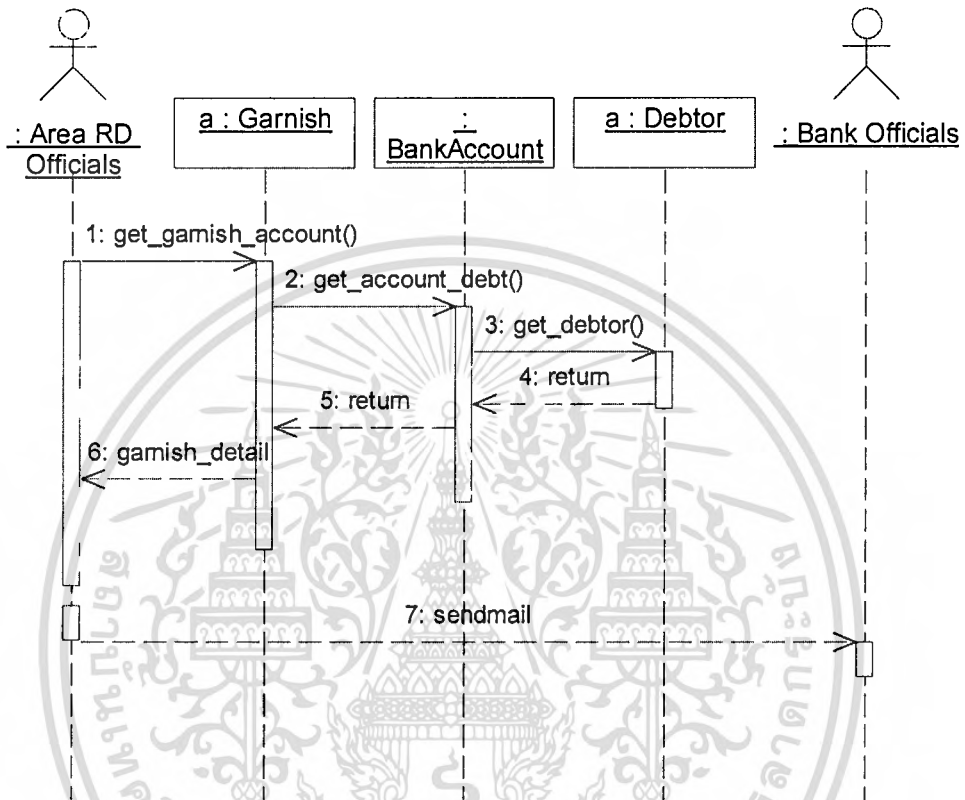 : Area RD
Officials
a : Garnish
:
BankAccount
a : Debtor
: Bank Officials
1: get_garnish_account()
2: get_account_debt()
3: get_debtor()
4: return
5: return
6: garnish_detail
7: sendmail